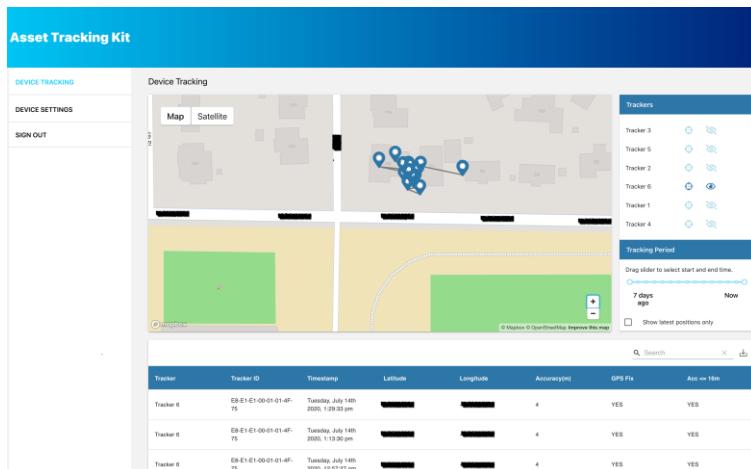 Asset Tracking Kit
DEVICE TRACKING
DEVICE SETTINGS
SIGN OUT
Device Tracking
Map Satellite
mapbox
© Mapbox © OpenStreetMap Improve this map
+
−
Trackers
Tracker 3
Tracker 5
Tracker 2
Tracker 6
Tracker 1
Tracker 4
Tracking Period
Drag slider to select start and end time.
7 days Now
ago
Show latest positions only
Search
Tracker Tracker ID Timestamp Latitude Longitude Accuracy(m) GPS Fix Acc <= 16m
Tracker 6 E8-E1-E1-00-01-01-4F-75 Tuesday, July 14th 2020, 1:29:33 pm 4 YES YES
Tracker 6 E8-E1-E1-00-01-01-4F-75 Tuesday, July 14th 2020, 1:13:30 pm 4 YES YES
Tracker 6 E8-E1-E1-00-01-01-4F-75 Tuesday, July 14th 2020, 12:57:27 pm 4 YES YES